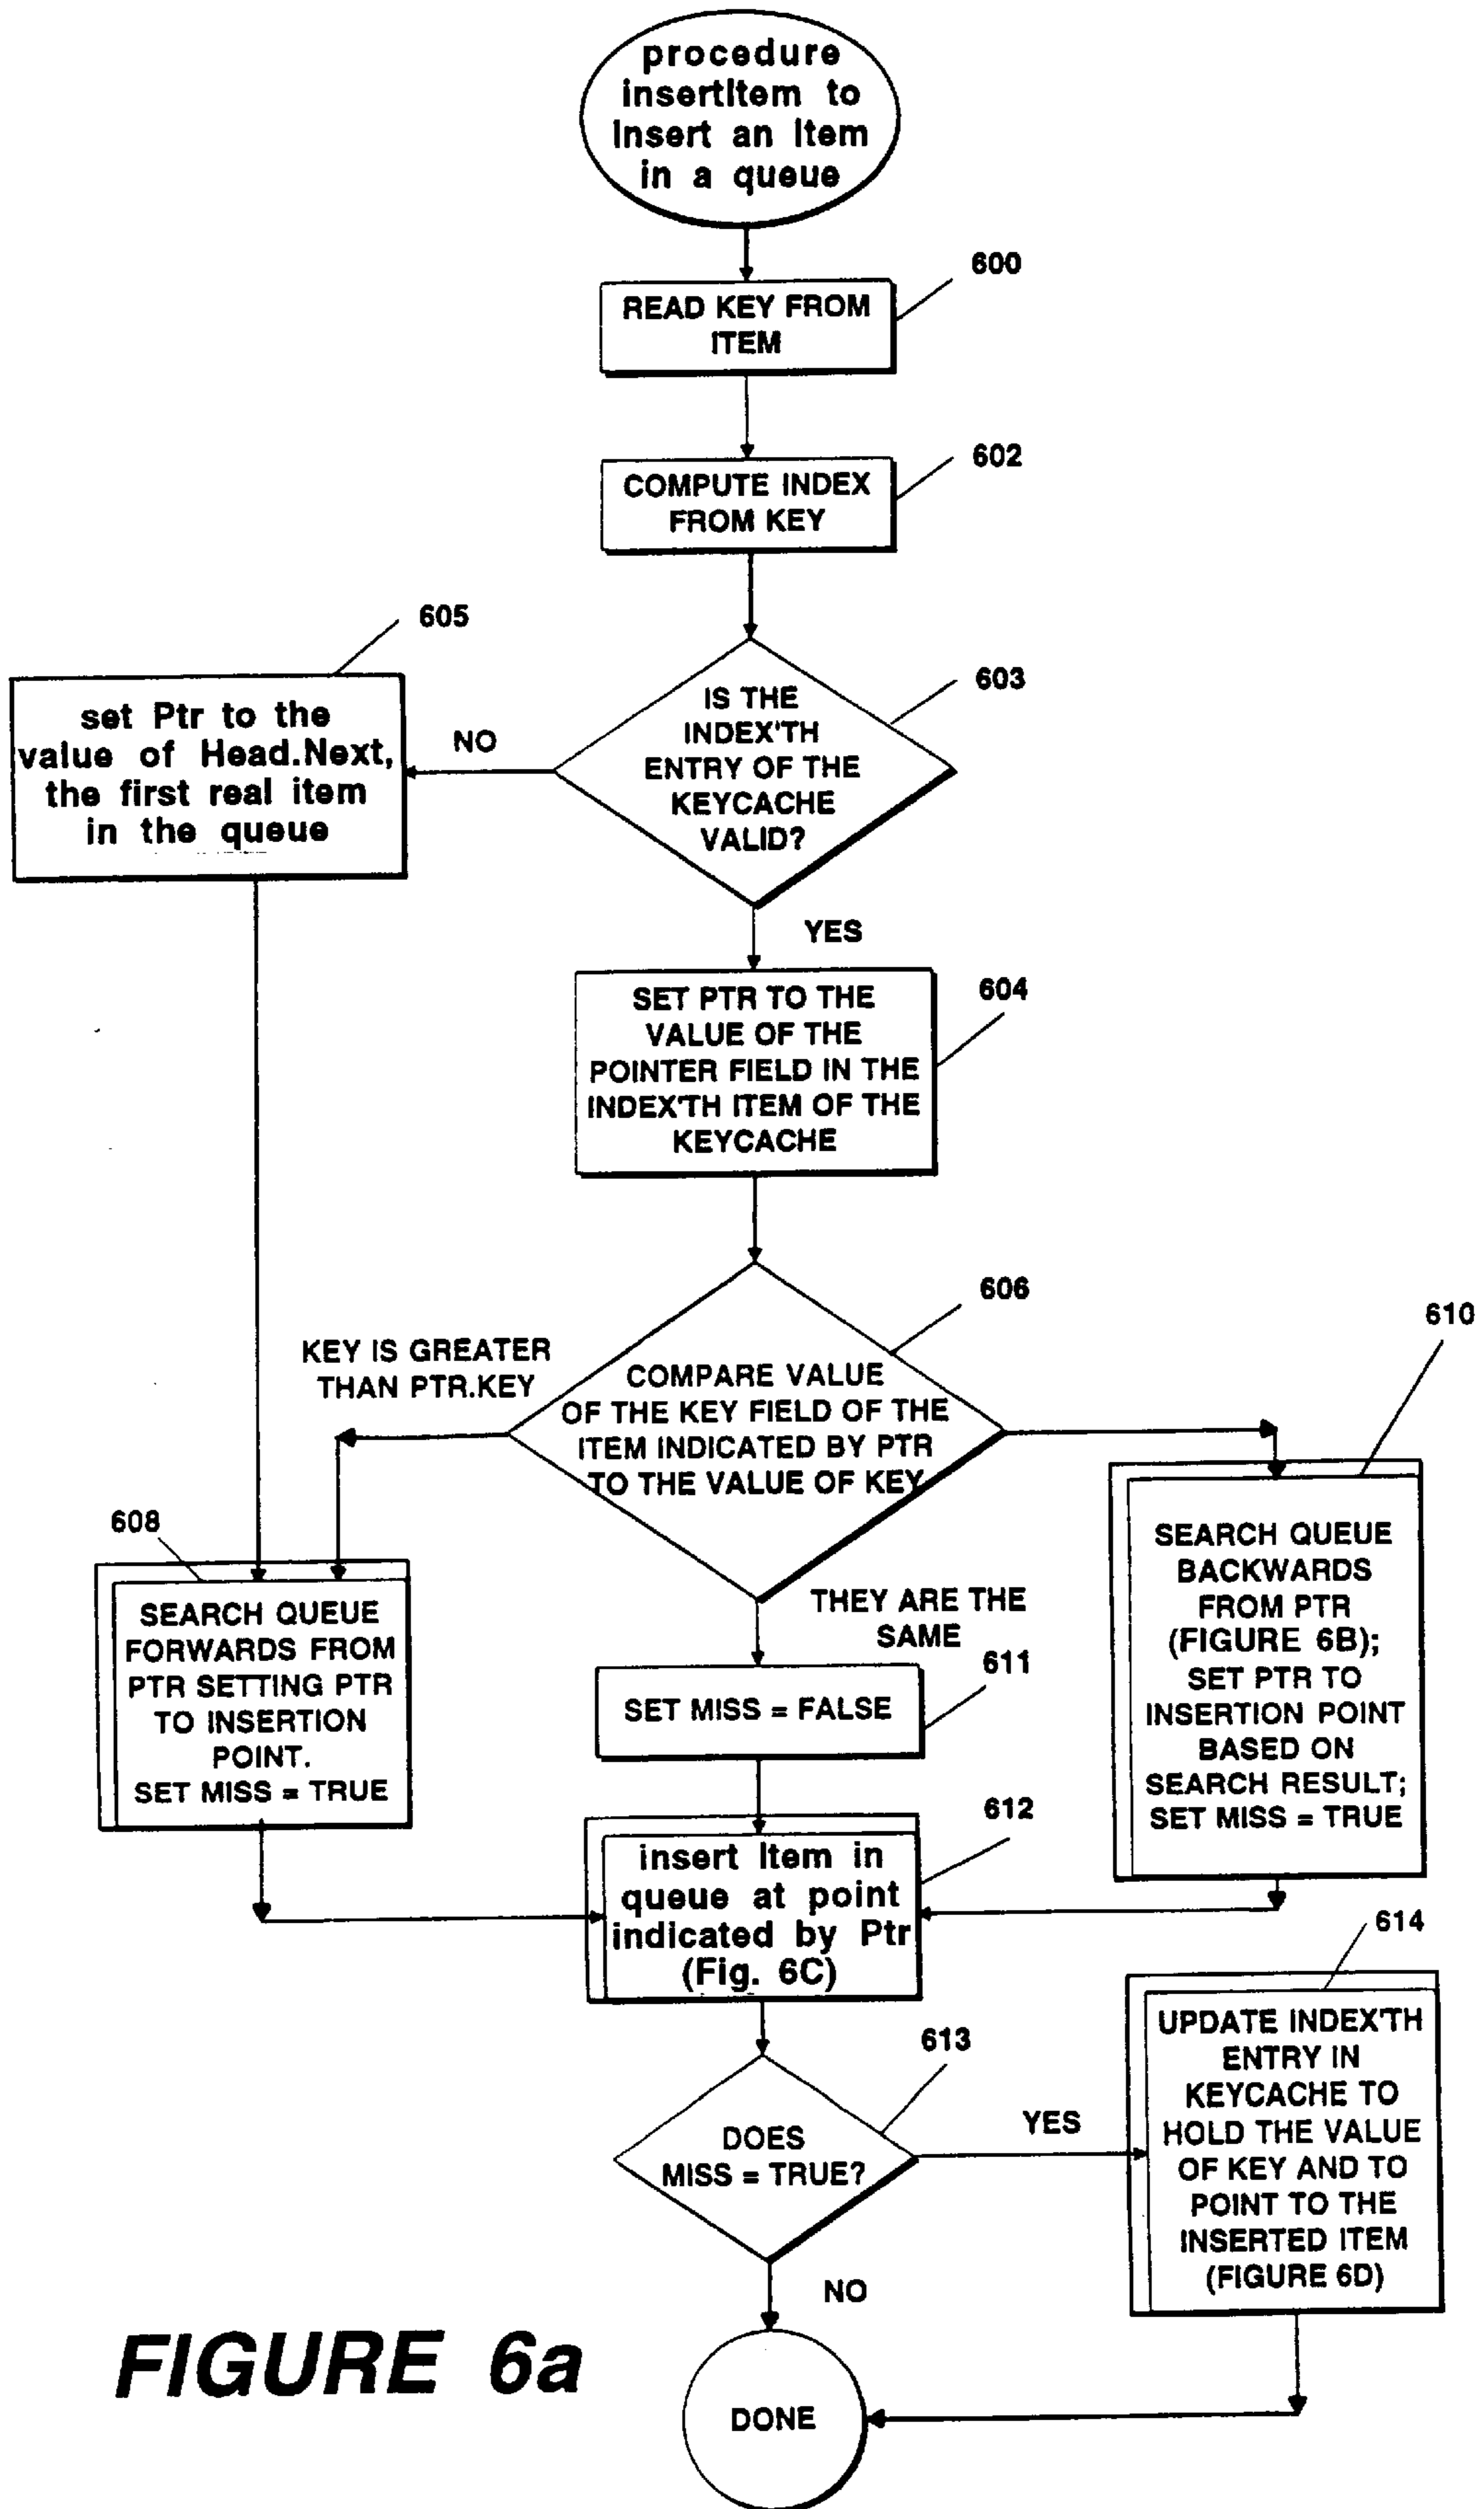 procedure
insertItem to
Insert an Item
in a queue
600
READ KEY FROM
ITEM
602
COMPUTE INDEX
FROM KEY
605
603
set Ptr to the
value of Head.Next,
the first real item
in the queue
NO
IS THE
INDEX'TH
ENTRY OF THE
KEYCACHE
VALID?
YES
604
SET PTR TO THE
VALUE OF THE
POINTER FIELD IN THE
INDEX'TH ITEM OF THE
KEYCACHE
606
610
KEY IS GREATER
THAN PTR.KEY
COMPARE VALUE
OF THE KEY FIELD OF THE
ITEM INDICATED BY PTR
TO THE VALUE OF KEY
608
SEARCH QUEUE
FORWARDS FROM
PTR SETTING PTR
TO INSERTION
POINT.
SET MISS = TRUE
THEY ARE THE
SAME
611
SET MISS = FALSE
SEARCH QUEUE
BACKWARDS
FROM PTR
(FIGURE 6B);
SET PTR TO
INSERTION POINT
BASED ON
SEARCH RESULT;
SET MISS = TRUE
612
insert Item in
queue at point
indicated by Ptr
(Fig. 6C)
614
613
DOES
MISS = TRUE?
YES
UPDATE INDEX'TH
ENTRY IN
KEYCACHE TO
HOLD THE VALUE
OF KEY AND TO
POINT TO THE
INSERTED ITEM
(FIGURE 6D)
NO
DONE
FIGURE 6a